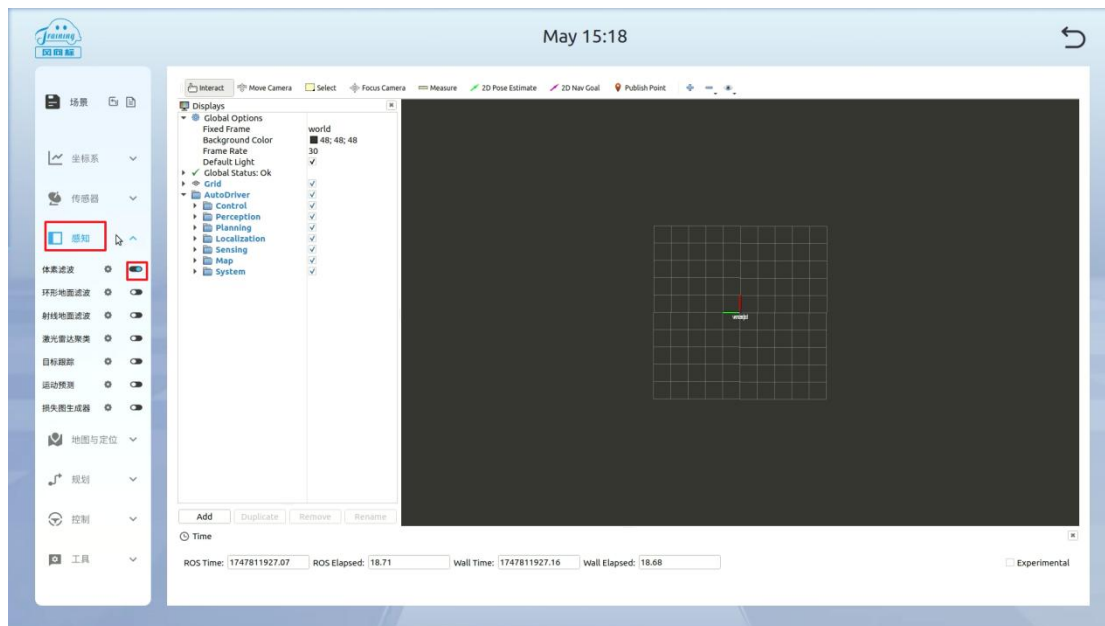 Training
风向标
May 15:18
场景
坐标系
传感器
感知
体素滤波
环形地面滤波
射线地面滤波
激光雷达聚类
目标跟踪
运动预测
损失图生成器
地图与定位
规划
控制
工具
Interact Move Camera Select Focus Camera Measure 2D Pose Estimate 2D Nav Goal Publish Point
Displays
Global Options
Fixed Frame world
Background Color 48; 48; 48
Frame Rate 30
Default Light
Global Status: Ok
Grid
AutoDriver
Control
Perception
Planning
Localization
Sensing
Map
System
Add Duplicate Remove Rename
Time
ROS Time: 1747811927.07 ROS Elapsed: 18.71 Wall Time: 1747811927.16 Wall Elapsed: 18.68 Experimental